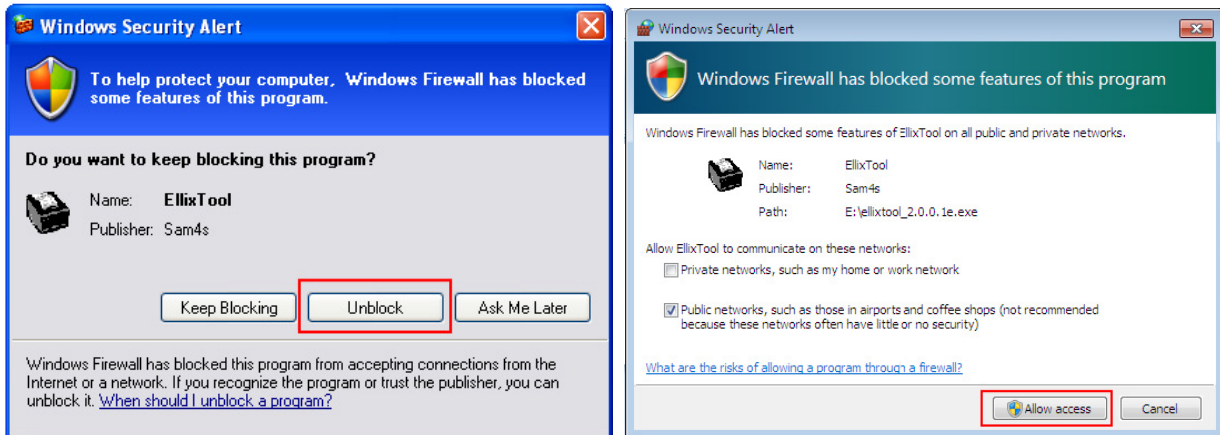 Windows Security Alert
To help protect your computer, Windows Firewall has blocked
some features of this program.
Do you want to keep blocking this program?
Name: EllixTool
Publisher: Sam4s
Keep Blocking Unblock Ask Me Later
Windows Firewall has blocked this program from accepting connections from the
Internet or a network. If you recognize the program or trust the publisher, you can
unblock it. When should I unblock a program?
Windows Security Alert
Windows Firewall has blocked some features of this program
Windows Firewall has blocked some features of EllixTool on all public and private networks.
Name: EllixTool
Publisher: Sam4s
Path: E:\ellixtool_2.0.0.1e.exe
Allow EllixTool to communicate on these networks:
Private networks, such as my home or work network
Public networks, such as those in airports and coffee shops (not recommended
because these networks often have little or no security)
What are the risks of allowing a program through a firewall?
Allow access Cancel